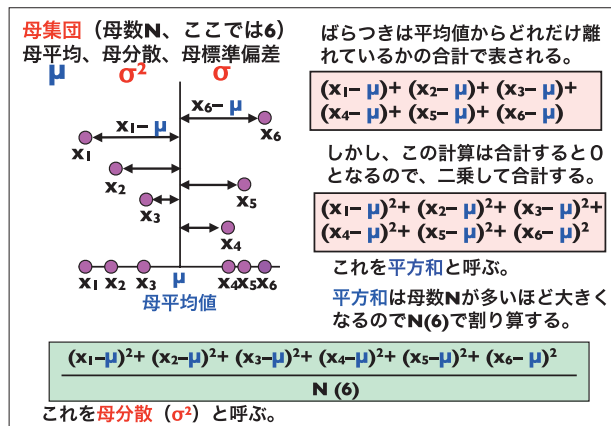 母集団（母数N、ここでは6）
母平均、母分散、母標準偏差
μ σ² σ
x₁– μ
x₆– μ
x₆
x₁
x₂
x₃
x₅
x₄
x₁ x₂ x₃ μ x₄x₅ x₆
母平均値
ばらつきは平均値からどれだけ離
れているかの合計で表される。
(x₁– μ)+ (x₂– μ)+ (x₃– μ)+
(x₄– μ)+ (x₅– μ)+ (x₆– μ)
しかし、この計算は合計すると０
となるので、二乗して合計する。
(x₁– μ)²+ (x₂– μ)²+ (x₃– μ)²+
(x₄– μ)²+ (x₅– μ)²+ (x₆– μ)²
これを平方和と呼ぶ。
平方和は母数Nが多いほど大きく
なるのでN(6)で割り算する。
(x₁–μ)²+ (x₂–μ)²+ (x₃–μ)²+ (x₄–μ)²+ (x₅–μ)²+ (x₆– μ)²
N (6)
これを母分散（σ²）と呼ぶ。